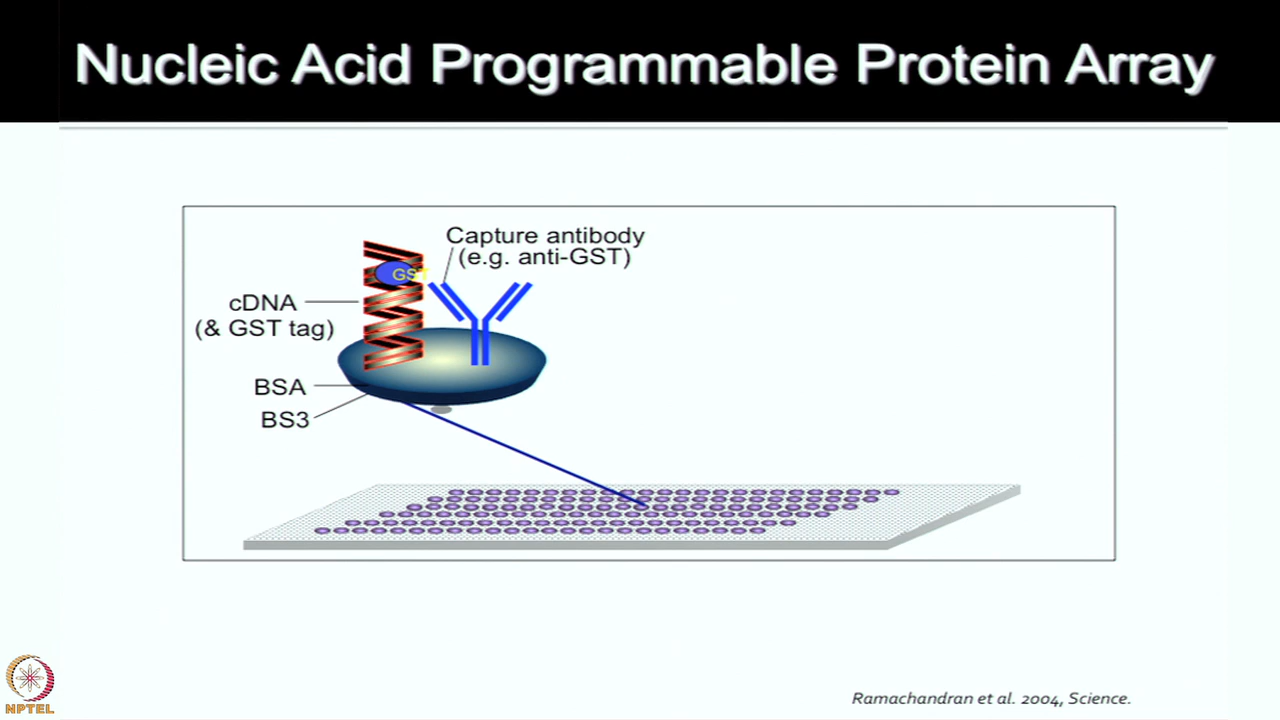 Nucleic Acid Programmable Protein Array
Capture antibody
(e.g. anti-GST)
GST
cDNA
(& GST tag)
BSA
BS3
NPTEL
Ramachandran et al. 2004, Science.